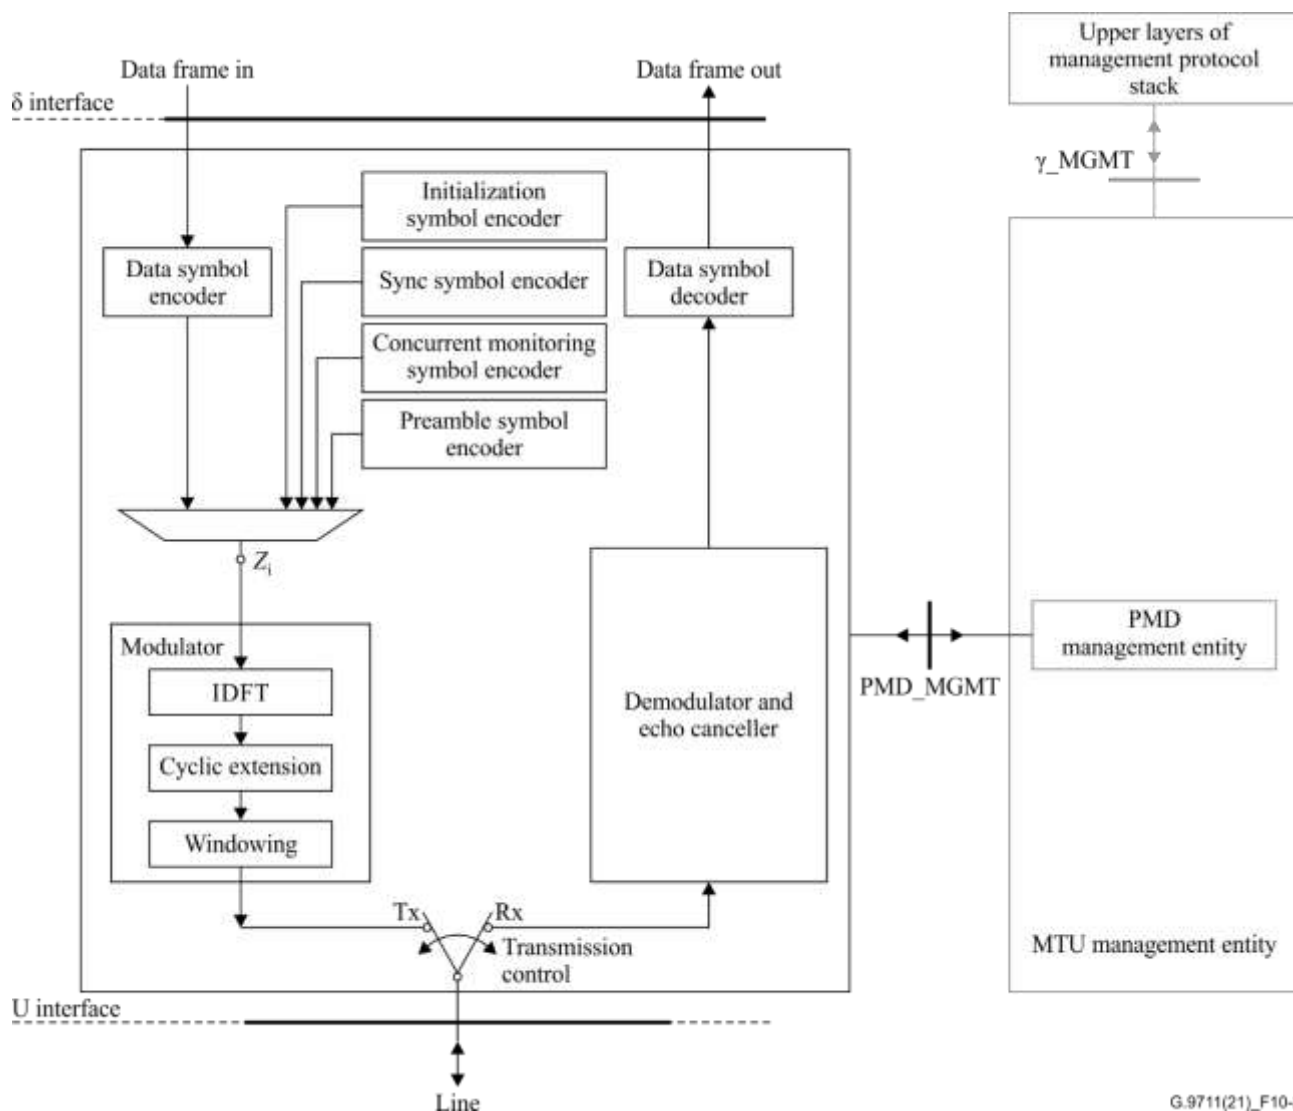 Data frame in
Data frame out
δ interface
Upper layers of
management protocol
stack
γ_MGMT
Initialization
symbol encoder
Data symbol
encoder
Sync symbol encoder
Data symbol
decoder
Concurrent monitoring
symbol encoder
Preamble symbol
encoder
Zi
Modulator
IDFT
Cyclic extension
Windowing
Demodulator and
echo canceller
PMD_MGMT
PMD
management entity
Tx
Rx
Transmission
control
MTU management entity
U interface
Line
G.9711(21)_F10-